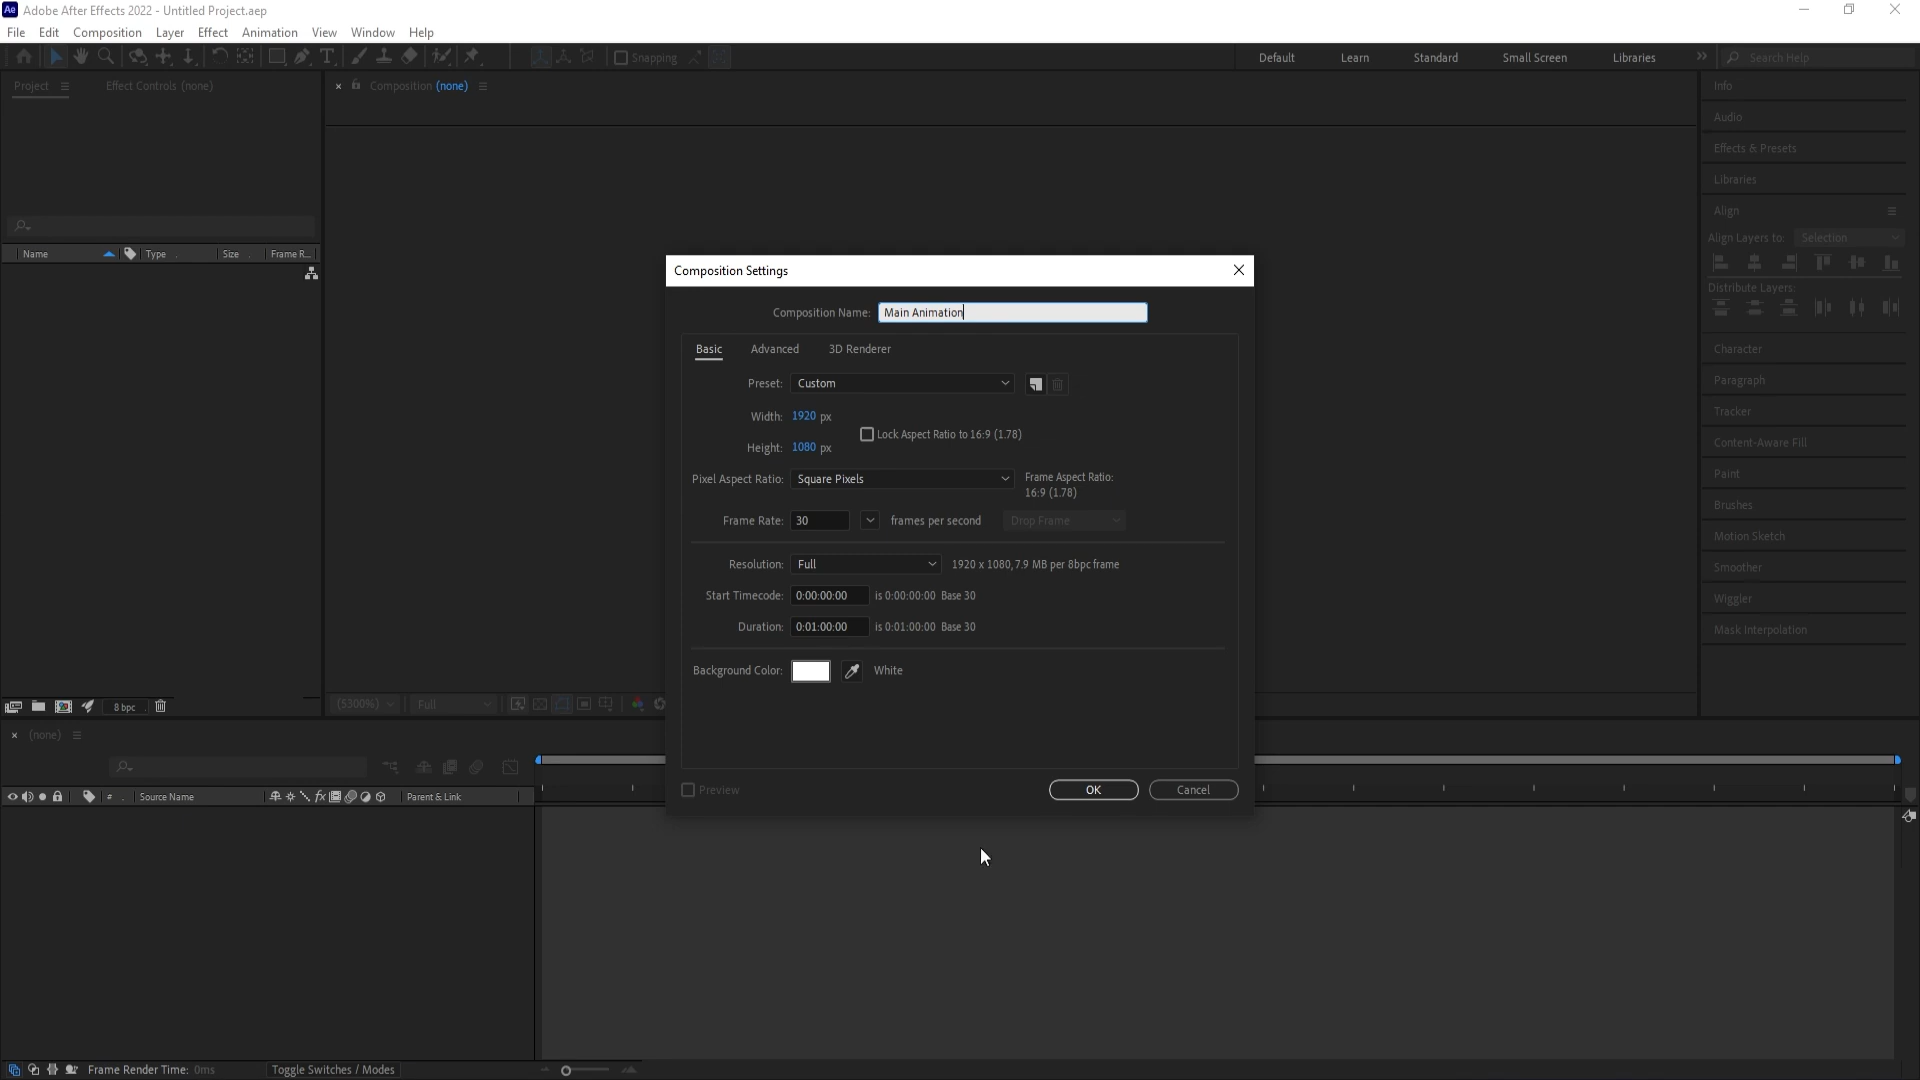 Ae Adobe After Effects 2022 - Untitled Project.aep
File Edit Composition Layer Effect Animation View Window Help
Snapping
Default Learn Standard Small Screen Libraries Search Help
Project Effect Controls (none)
Composition (none)
Name Type Size Frame R...
8 bpc
(5300%) Full
Info
Audio
Effects & Presets
Libraries
Align
Align Layers to: Selection
Distribute Layers:
Character
Paragraph
Tracker
Content-Aware Fill
Paint
Brushes
Motion Sketch
Smoother
Wiggler
Mask Interpolation
Composition Settings
Composition Name: Main Animation
Basic Advanced 3D Renderer
Preset: Custom
Width: 1920 px
Lock Aspect Ratio to 16:9 (1.78)
Height: 1080 px
Pixel Aspect Ratio: Square Pixels
Frame Aspect Ratio:
16:9 (1.78)
Frame Rate: 30 frames per second Drop Frame
Resolution: Full 1920 x 1080, 7.9 MB per 8bpc frame
Start Timecode: 0:00:00:00 is 0:00:00:00 Base 30
Duration: 0:01:00:00 is 0:01:00:00 Base 30
Background Color: White
Preview OK Cancel
(none)
# Source Name fx Parent & Link
Frame Render Time: 0ms Toggle Switches / Modes